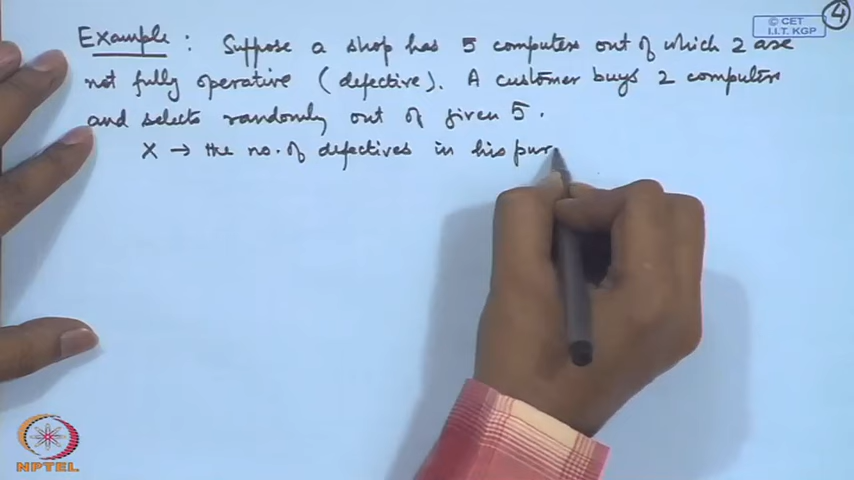 © CET
I.I.T. KGP
4
Example : Suppose a shop has 5 computers out of which 2 are
not fully operative (defective). A customer buys 2 computers
and selects randomly out of given 5.
X → the no. of defectives in his pur
NPTEL